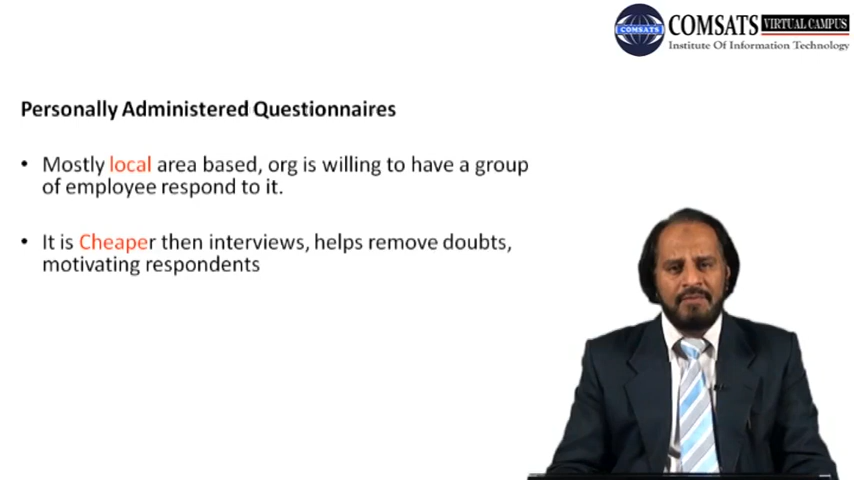 COMSATS
COMSATS VIRTUAL CAMPUS
Institute Of Information Technology
Personally Administered Questionnaires
• Mostly local area based, org is willing to have a group
of employee respond to it.
• It is Cheaper then interviews, helps remove doubts,
motivating respondents